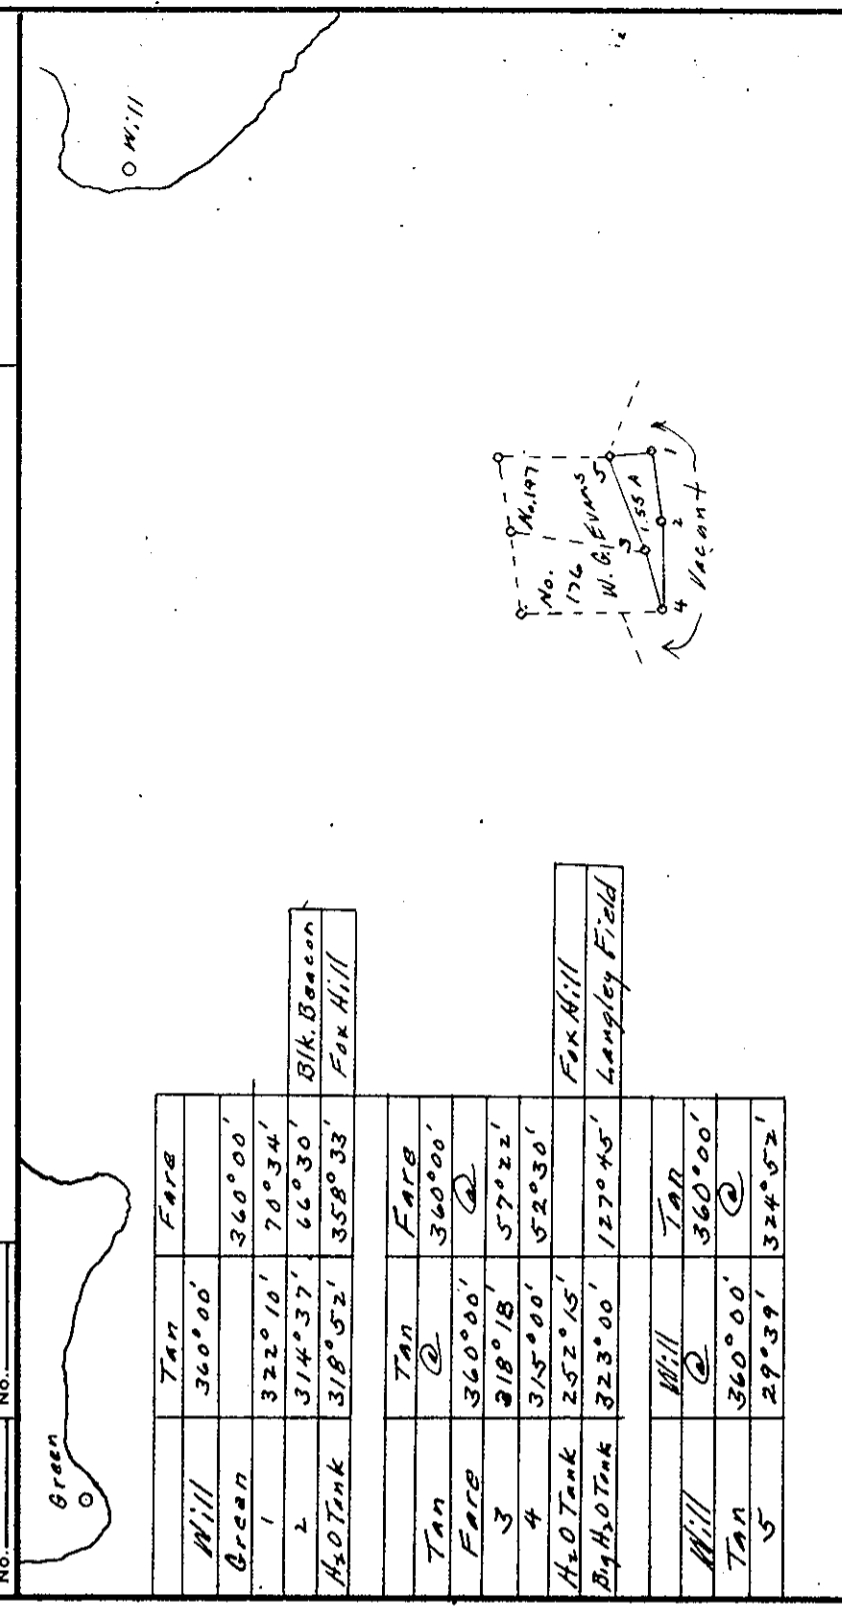 No.
No.
Green
Will
Tan Fare
Will 360°00'
Green 360°00'
1 322°10' 70°34'
2 314°37' 66°30' Blk. Beacon
H₂O Tank 318°52' 358°33' Fox Hill
Tan Fare
Tan @ 360°00'
Fare 360°00' @
3 318°18' 57°22'
4 315°00' 52°30'
H₂O Tank 252°15' Fox Hill
Big H₂O Tank 323°00' 127°45' Langley Field
Will Tan
Will @ 360°00'
Tan 360°00' @
5 29°39' 324°52'
No. 197
No.
176
W. G. EVANS
3 5
1.55 A
4 2 1
Vacant